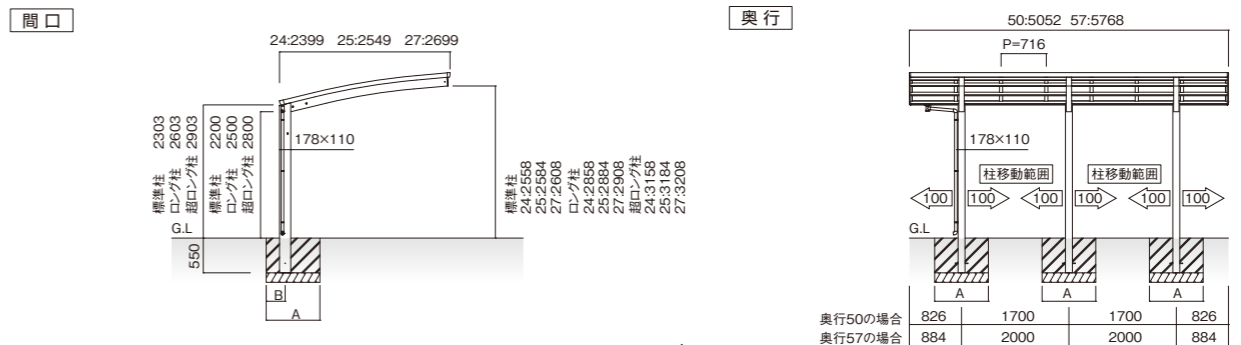 間口
24:2399 25:2549 27:2699
178×110
標準柱 2303
ロング柱 2603
超ロング柱 2903
標準柱 2200
ロング柱 2500
超ロング柱 2800
標準柱
24:2558
25:2584
27:2608
ロング柱
24:2858
25:2884
27:2908
超ロング柱
24:3158
25:3184
27:3208
G.L
550
B
A
奥行
50:5052 57:5768
P=716
178×110
柱移動範囲 柱移動範囲
100 100 100 100 100 100
G.L
A A A
奥行50の場合 826 1700 1700 826
奥行57の場合 884 2000 2000 884